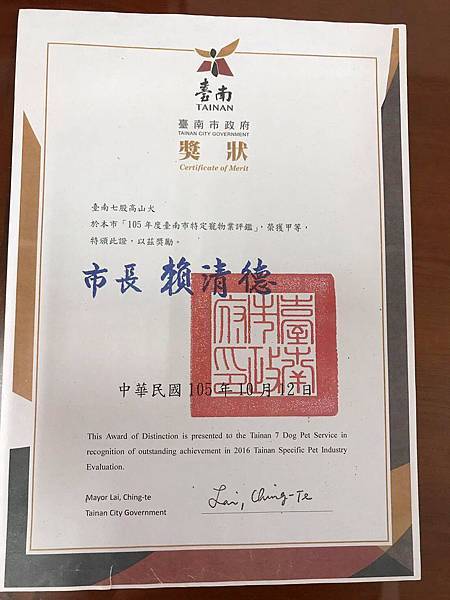 臺南
TAINAN
臺南市政府
TAINAN CITY GOVERNMENT
獎狀
Certificate of Merit
臺南七股高山犬
於本市「105年度臺南市特定寵物業評鑑」，榮獲甲等，
特頒此證，以茲獎勵。
市長 賴清德
臺南市政府印
中華民國105年10月12日
This Award of Distinction is presented to the Tainan 7 Dog Pet Service in
recognition of outstanding achievement in 2016 Tainan Specific Pet Industry
Evaluation.
Mayor Lai, Ching-te
Tainan City Government
Lai, Ching-Te